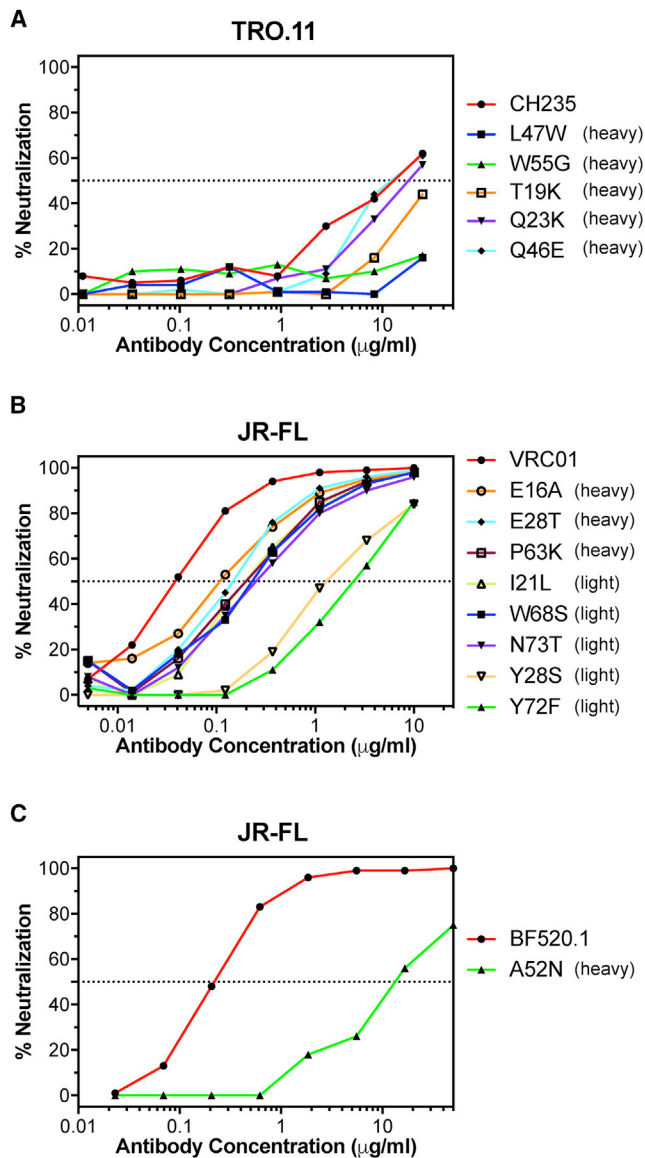 A
TRO.11
% Neutralization
100
80
60
40
20
0
0.01
0.1
1
10
Antibody Concentration (μg/ml)
CH235
L47W (heavy)
W55G (heavy)
T19K (heavy)
Q23K (heavy)
Q46E (heavy)
B
JR-FL
% Neutralization
100
80
60
40
20
0
0.01
0.1
1
10
Antibody Concentration (μg/ml)
VRC01
E16A (heavy)
E28T (heavy)
P63K (heavy)
I21L (light)
W68S (light)
N73T (light)
Y28S (light)
Y72F (light)
C
JR-FL
% Neutralization
100
80
60
40
20
0
0.01
0.1
1
10
Antibody Concentration (μg/ml)
BF520.1
A52N (heavy)